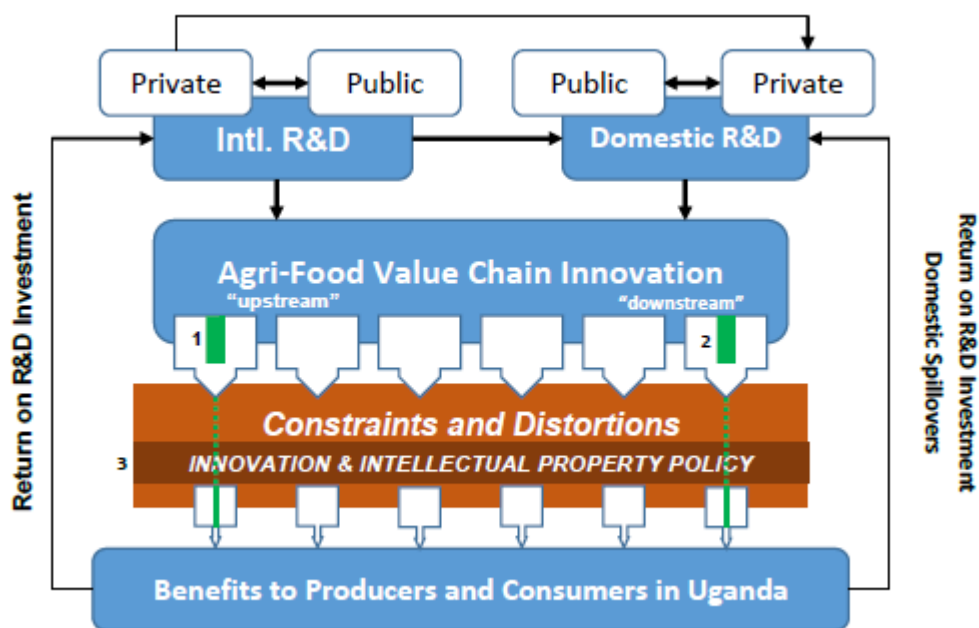 Private
Public
Public
Private
Intl. R&D
Domestic R&D
Agri-Food Value Chain Innovation
“upstream”
“downstream”
1
2
Constraints and Distortions
3
INNOVATION & INTELLECTUAL PROPERTY POLICY
Benefits to Producers and Consumers in Uganda
Return on R&D Investment
Return on R&D Investment
Domestic Spillovers